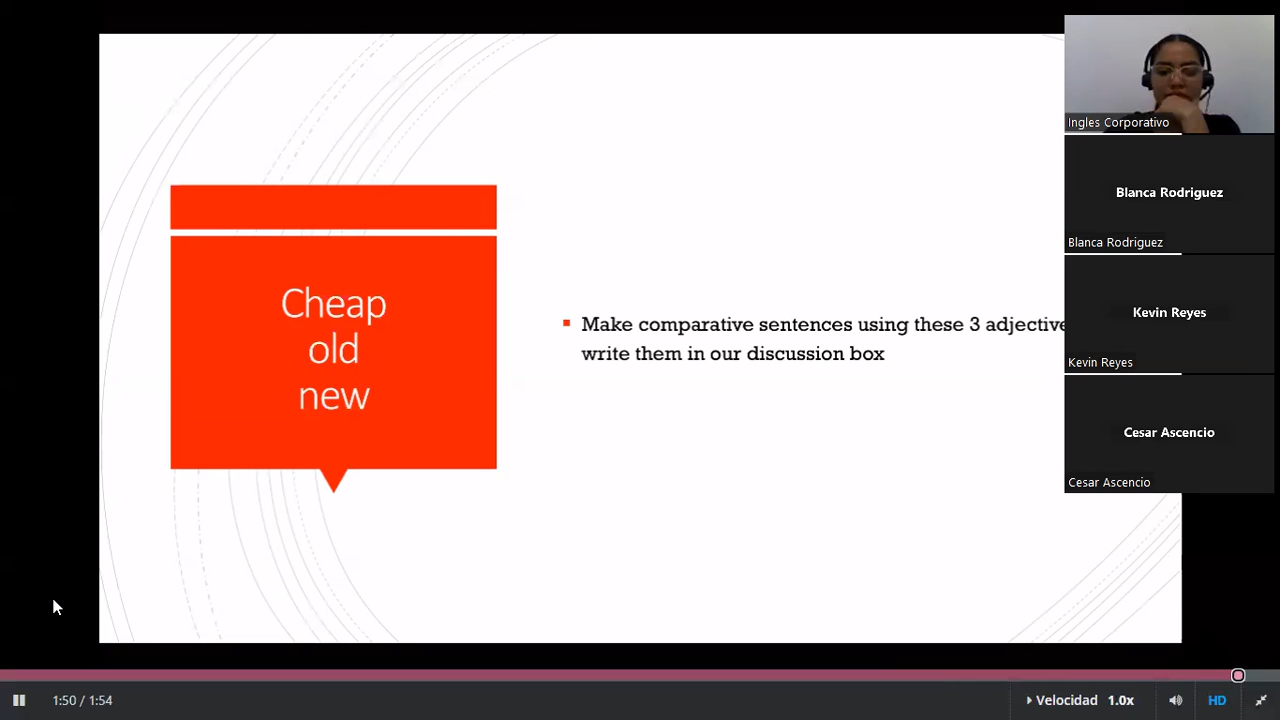 Cheap
old
new
Make comparative sentences using these 3 adjective
write them in our discussion box
Ingles Corporativo
Blanca Rodriguez
Blanca Rodriguez
Kevin Reyes
Kevin Reyes
Cesar Ascencio
Cesar Ascencio
1:50 / 1:54
Velocidad 1.0x
HD